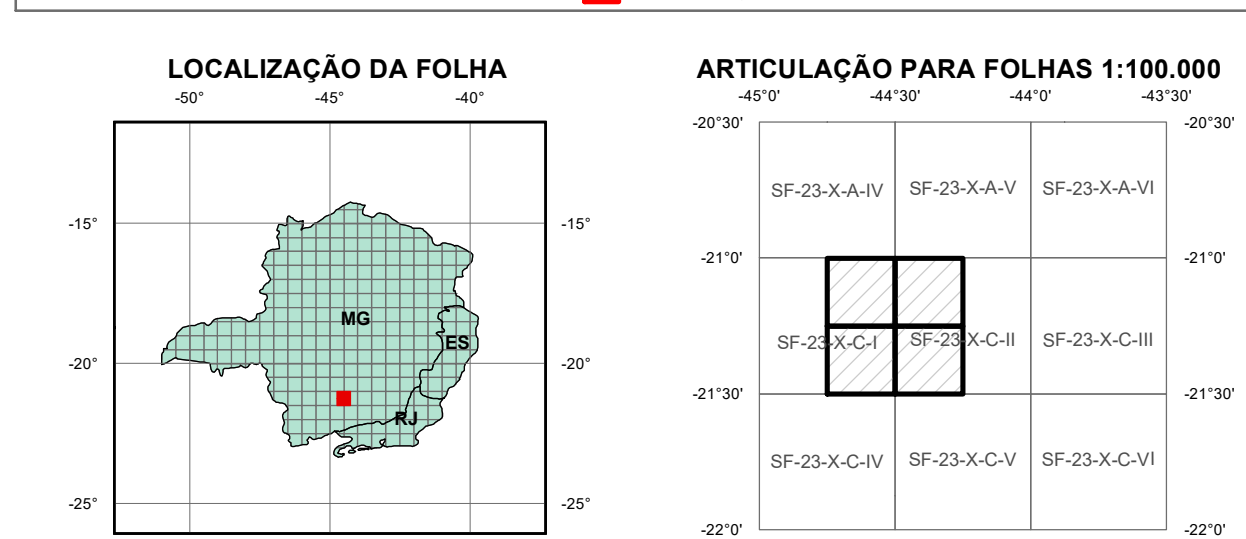 LOCALIZAÇÃO DA FOLHA
-50° -45° -40°
-15° -15°
MG
ES
-20° -20°
RJ
-25° -25°
ARTICULAÇÃO PARA FOLHAS 1:100.000
-45°0' -44°30' -44°0' -43°30'
-20°30' -20°30'
SF-23-X-A-IV SF-23-X-A-V SF-23-X-A-VI
-21°0' -21°0'
SF-23-X-C-I SF-23-X-C-II SF-23-X-C-III
-21°30' -21°30'
SF-23-X-C-IV SF-23-X-C-V SF-23-X-C-VI
-22°0' -22°0'